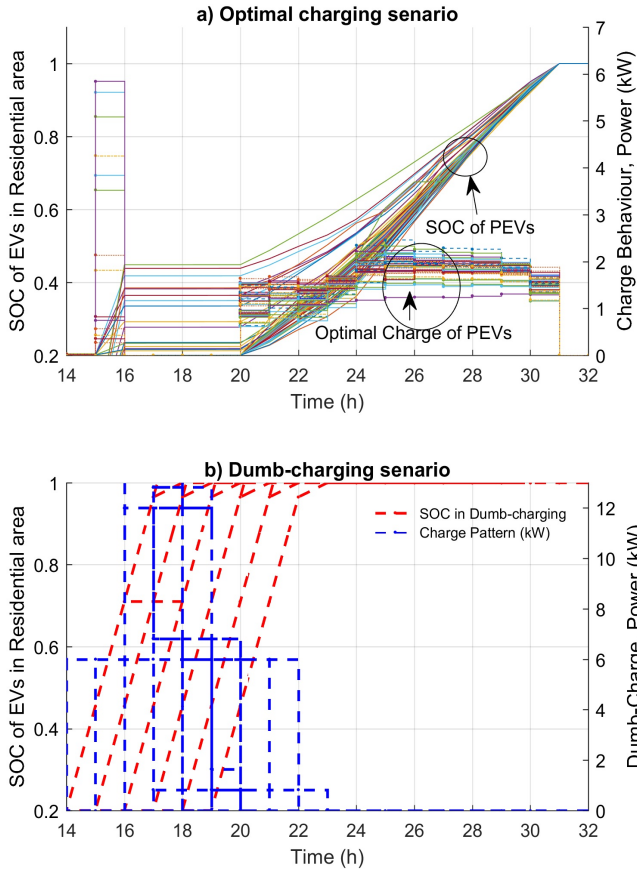 a) Optimal charging senario
SOC of EVs in Residential area
1
0.8
0.6
0.4
0.2
7
6
5
4
3
2
1
0
Charge Behaviour, Power (kW)
SOC of PEVs
Optimal Charge of PEVs
14 16 18 20 22 24 26 28 30 32
Time (h)
b) Dumb-charging senario
SOC of EVs in Residential area
1
0.8
0.6
0.4
0.2
SOC in Dumb-charging
Charge Pattern (kW)
12
10
8
6
4
2
0
Dumb-Charge, Power (kW)
14 16 18 20 22 24 26 28 30 32
Time (h)